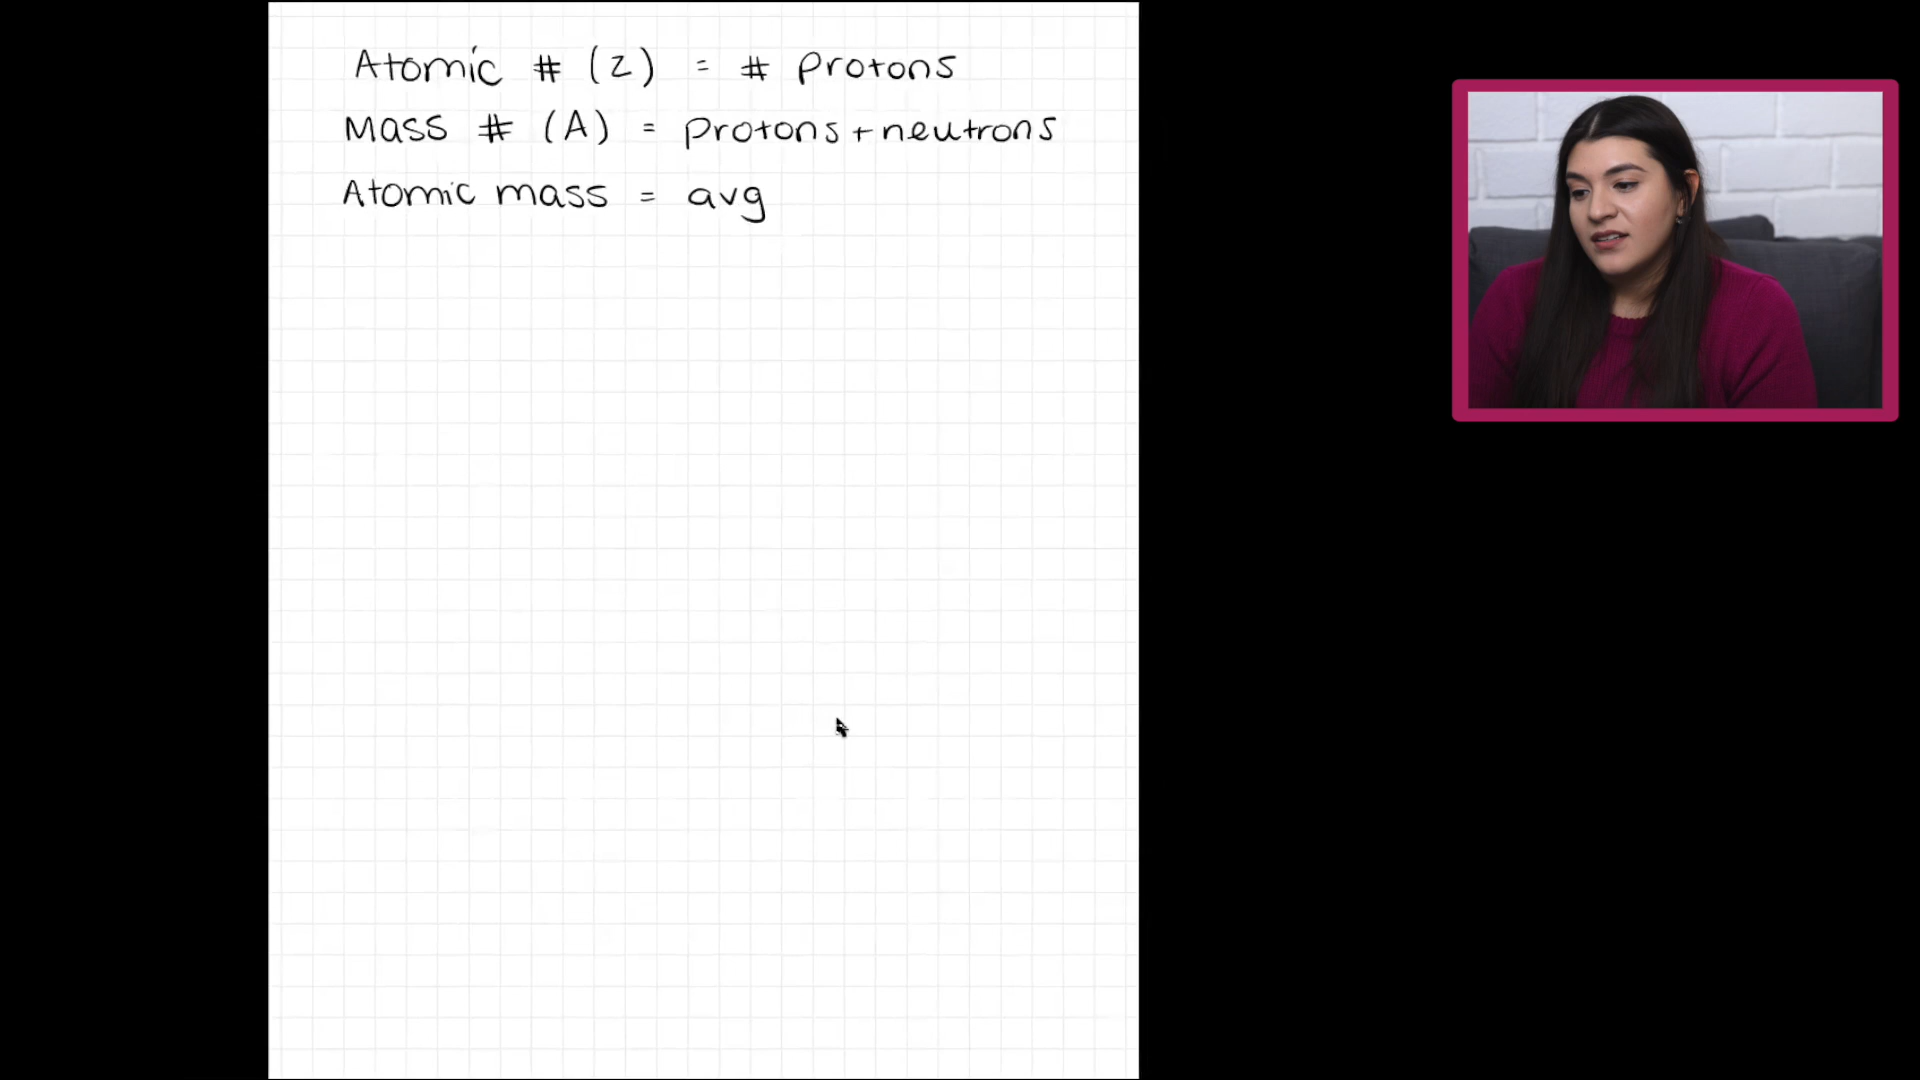 Atomic # (Z) = # Protons
Mass # (A) = Protons + neutrons
Atomic mass = avg